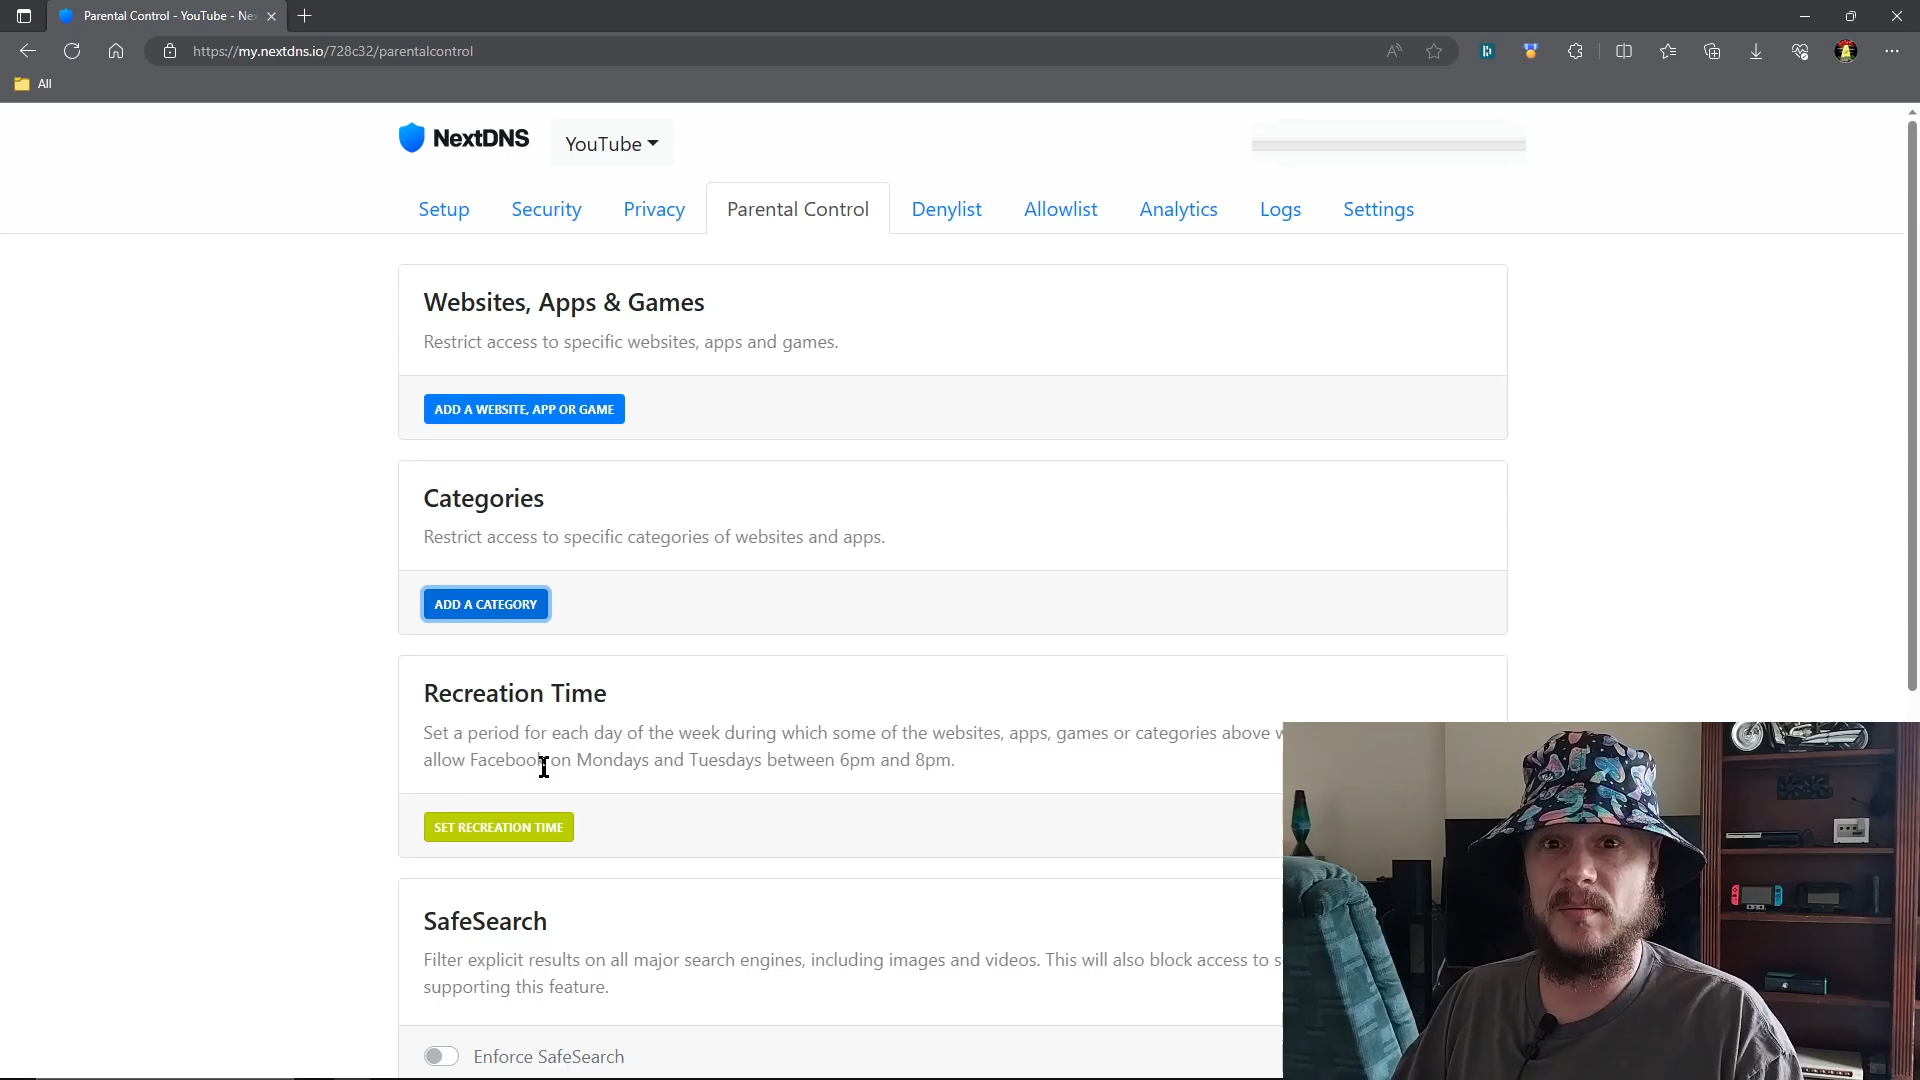 Parental Control - YouTube - Ne
https://my.nextdns.io/728c32/parentalcontrol
All
NextDNS
YouTube
Setup
Security
Privacy
Parental Control
Denylist
Allowlist
Analytics
Logs
Settings
Websites, Apps & Games
Restrict access to specific websites, apps and games.
ADD A WEBSITE, APP OR GAME
Categories
Restrict access to specific categories of websites and apps.
ADD A CATEGORY
Recreation Time
Set a period for each day of the week during which some of the websites, apps, games or categories above
allow Facebook on Mondays and Tuesdays between 6pm and 8pm.
SET RECREATION TIME
SafeSearch
Filter explicit results on all major search engines, including images and videos. This will also block access to
supporting this feature.
Enforce SafeSearch